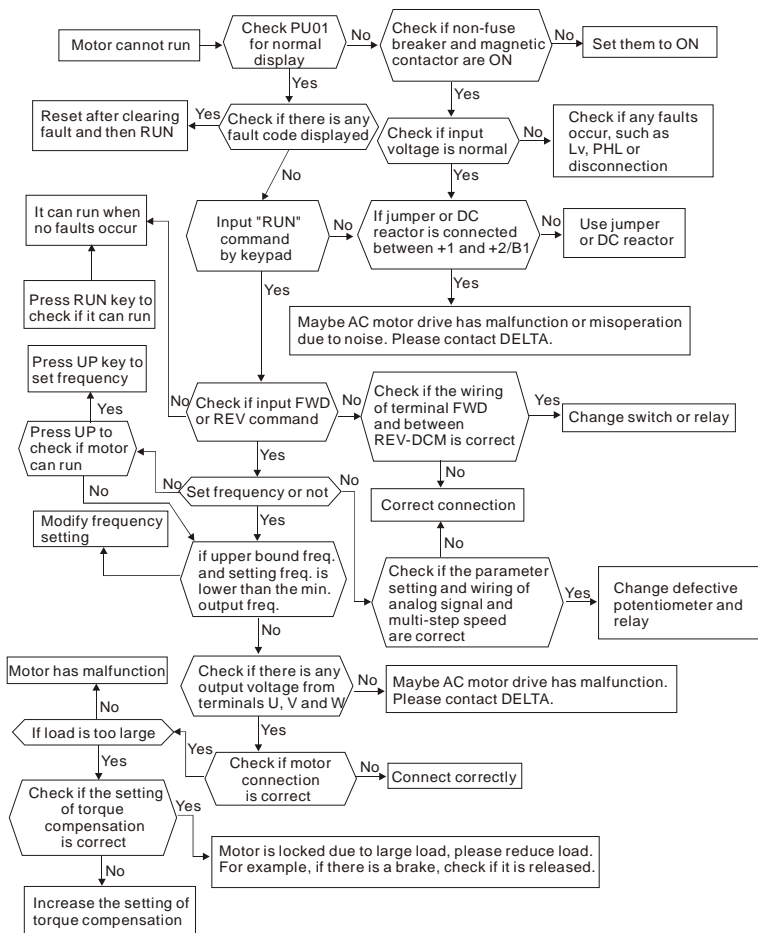 Motor cannot run
Check PU01
for normal
display
No
Check if non-fuse
breaker and magnetic
contactor are ON
No
Set them to ON
Yes
Yes
Reset after clearing
fault and then RUN
Yes
Check if there is any
fault code displayed
Check if input
voltage is normal
No
Check if any faults
occur, such as
Lv, PHL or
disconnection
No
Yes
It can run when
no faults occur
Input "RUN"
command
by keypad
No
If jumper or DC
reactor is connected
between +1 and +2/B1
No
Use jumper
or DC reactor
Press RUN key to
check if it can run
Yes
Yes
Maybe AC motor drive has malfunction or misoperation
due to noise. Please contact DELTA.
Press UP key to
set frequency
No
Check if input FWD
or REV command
No
Check if the wiring
of terminal FWD
and between
REV-DCM is correct
Yes
Change switch or relay
Yes
Press UP to
check if motor
can run
Yes
No
No
Set frequency or not
No
No
Correct connection
Modify frequency
setting
Yes
No
if upper bound freq.
and setting freq. is
lower than the min.
output freq.
Check if the parameter
setting and wiring of
analog signal and
multi-step speed
are correct
Yes
Change defective
potentiometer and
relay
No
Motor has malfunction
Check if there is any
output voltage from
terminals U, V and W
No
Maybe AC motor drive has malfunction.
Please contact DELTA.
No
Yes
If load is too large
Yes
Check if motor
connection
is correct
No
Connect correctly
Yes
Check if the setting
of torque
compensation
is correct
Yes
Motor is locked due to large load, please reduce load.
For example, if there is a brake, check if it is released.
No
Increase the setting of
torque compensation